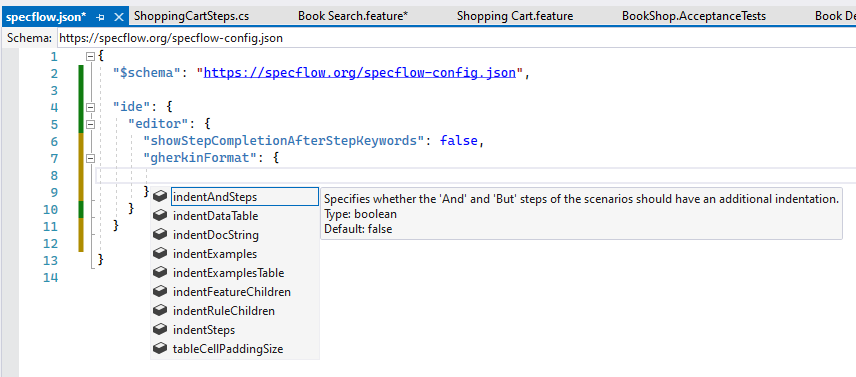 specflow.json* ShoppingCartSteps.cs Book Search.feature* Shopping Cart.feature BookShop.AcceptanceTests Book De
Schema: https://specflow.org/specflow-config.json
1 {
2 "$schema": "https://specflow.org/specflow-config.json",
3
4 "ide": {
5 "editor": {
6 "showStepCompletionAfterStepKeywords": false,
7 "gherkinFormat": {
8
9 }
10 }
11 }
12
13 }
14
indentAndSteps
indentDataTable
indentDocString
indentExamples
indentExamplesTable
indentFeatureChildren
indentRuleChildren
indentSteps
tableCellPaddingSize
Specifies whether the 'And' and 'But' steps of the scenarios should have an additional indentation.
Type: boolean
Default: false